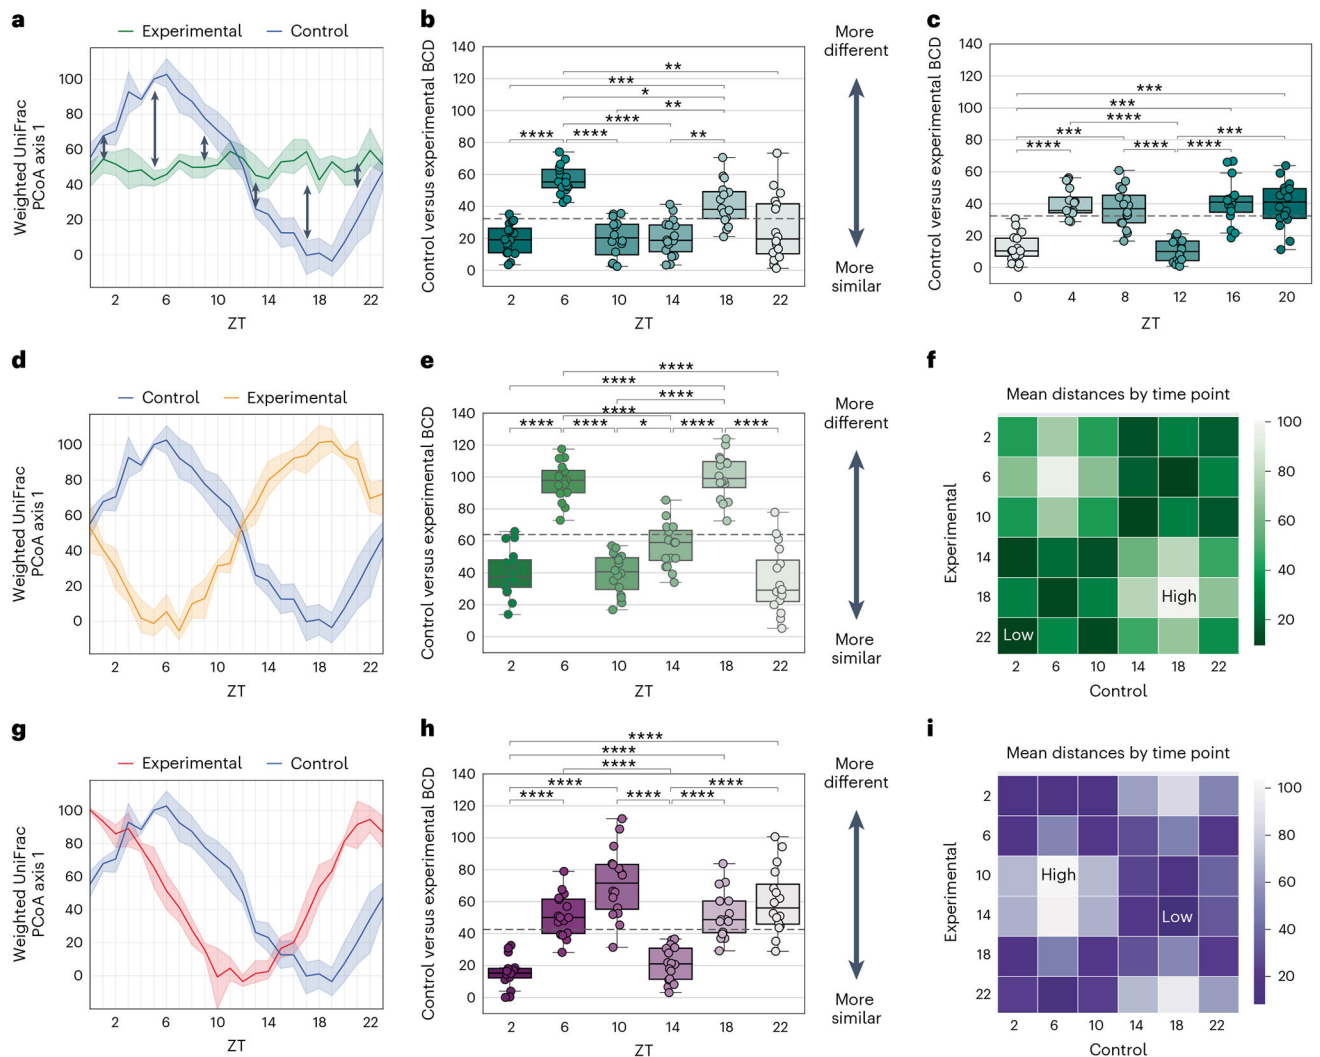 a
Experimental
Control
Weighted UniFrac
PCoA axis 1
100
80
60
40
20
0
2
6
10
14
18
22
ZT
b
Control versus experimental BCD
140
120
100
80
60
40
20
0
**
***
*
**
****
****
****
**
2
6
10
14
18
22
ZT
More
different
More
similar
c
Control versus experimental BCD
140
120
100
80
60
40
20
0
***
***
****
***
***
****
****
****
0
4
8
12
16
20
ZT
d
Control
Experimental
Weighted UniFrac
PCoA axis 1
100
80
60
40
20
0
2
6
10
14
18
22
ZT
e
Control versus experimental BCD
140
120
100
80
60
40
20
0
****
****
****
****
****
****
*
****
****
2
6
10
14
18
22
ZT
More
different
More
similar
f
Mean distances by time point
Experimental
2
6
10
14
18
22
High
Low
2
6
10
14
18
22
Control
100
80
60
40
20
g
Experimental
Control
Weighted UniFrac
PCoA axis 1
100
80
60
40
20
0
2
6
10
14
18
22
ZT
h
Control versus experimental BCD
140
120
100
80
60
40
20
0
****
****
****
****
****
****
****
****
2
6
10
14
18
22
ZT
More
different
More
similar
i
Mean distances by time point
Experimental
2
6
10
14
18
22
High
Low
2
6
10
14
18
22
Control
100
80
60
40
20